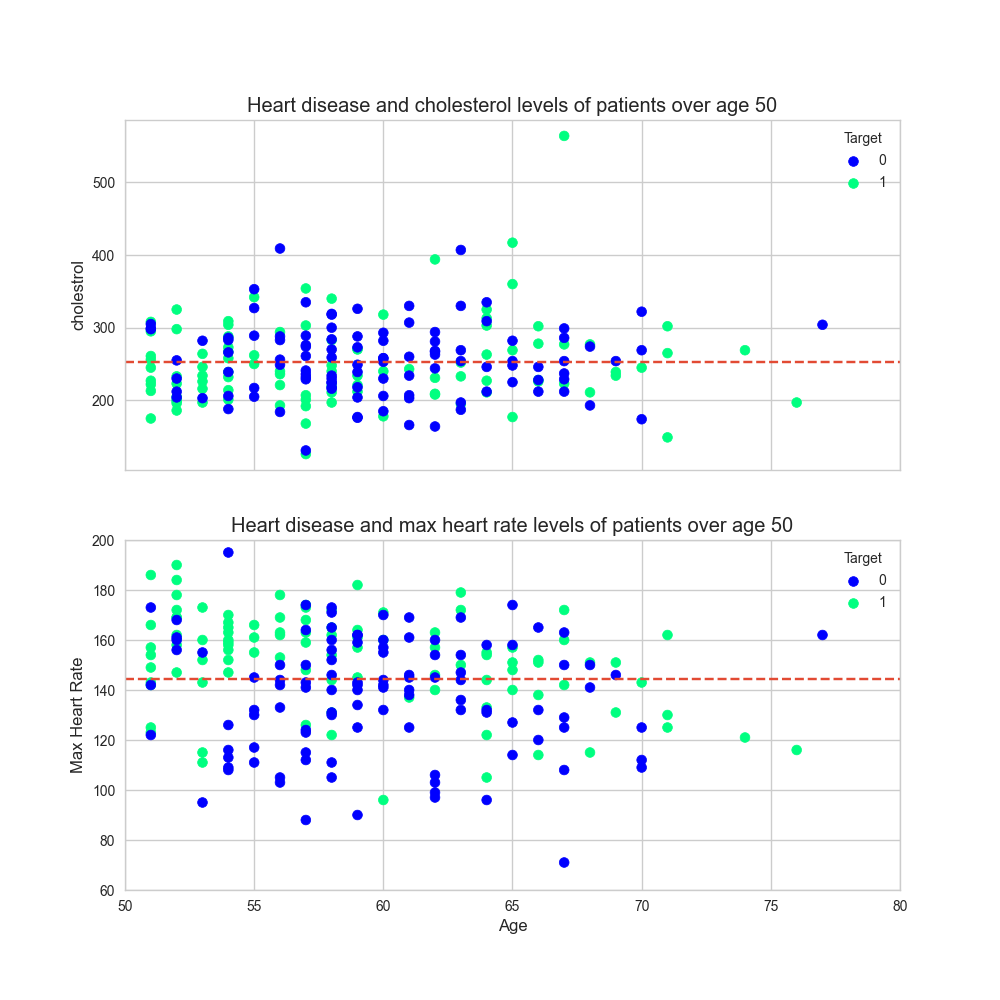 Heart disease and cholesterol levels of patients over age 50
Target
0
1
500
400
300
200
cholestrol
Heart disease and max heart rate levels of patients over age 50
Target
0
1
200
180
160
140
120
100
80
60
Max Heart Rate
50 55 60 65 70 75 80
Age